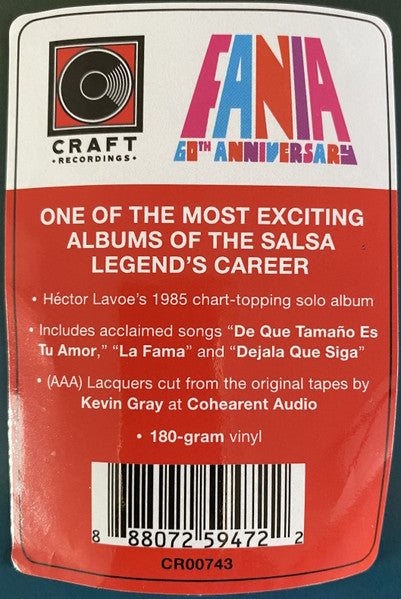 CRAFT
• RECORDINGS •
FANIA
60TH ANNIVERSARY
ONE OF THE MOST EXCITING
ALBUMS OF THE SALSA
LEGEND'S CAREER
• Héctor Lavoe's 1985 chart-topping solo album
• Includes acclaimed songs “De Que Tamaño Es
Tu Amor,” “La Fama” and “Dejala Que Siga”
• (AAA) Lacquers cut from the original tapes by
Kevin Gray at Cohearent Audio
• 180-gram vinyl
8 88072 59472 2
CR00743